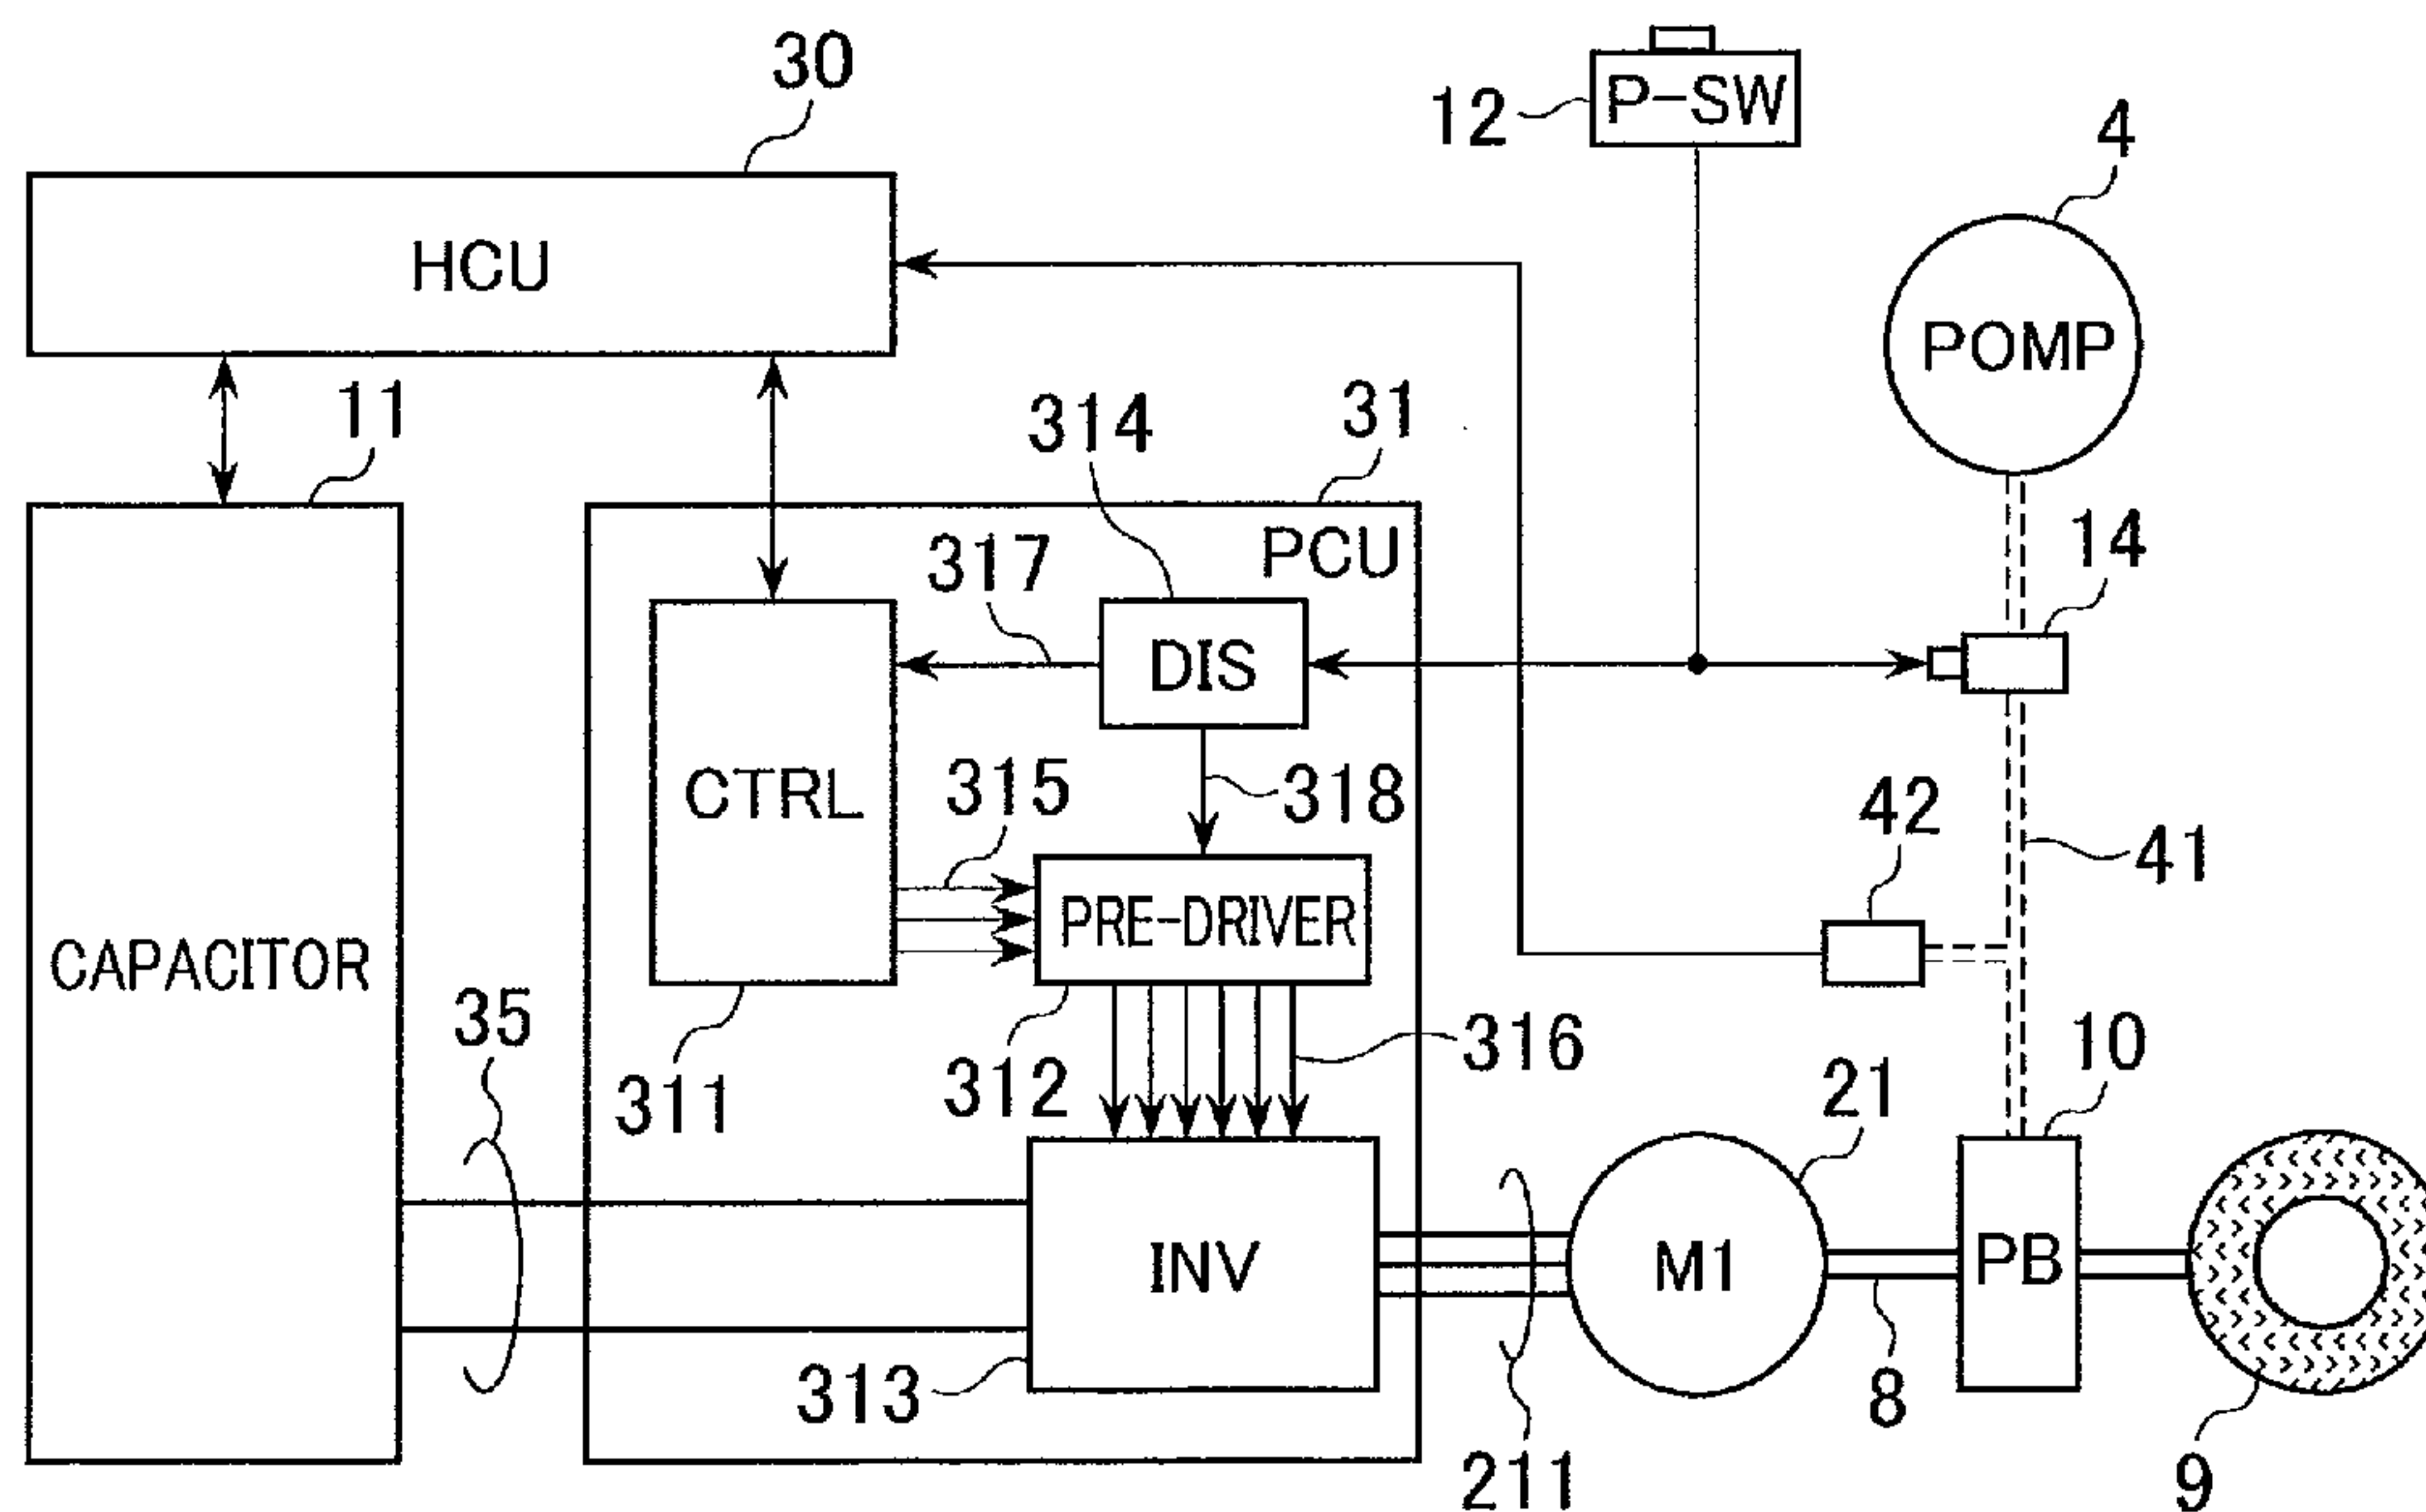 30
12
P-SW
4
HCU
POMP
11
314
31
PCU
317
14
DIS
CTRL
315
318
42
41
CAPACITOR
PRE-DRIVER
35
311
312
316
21
10
INV
M1
PB
313
8
211
9